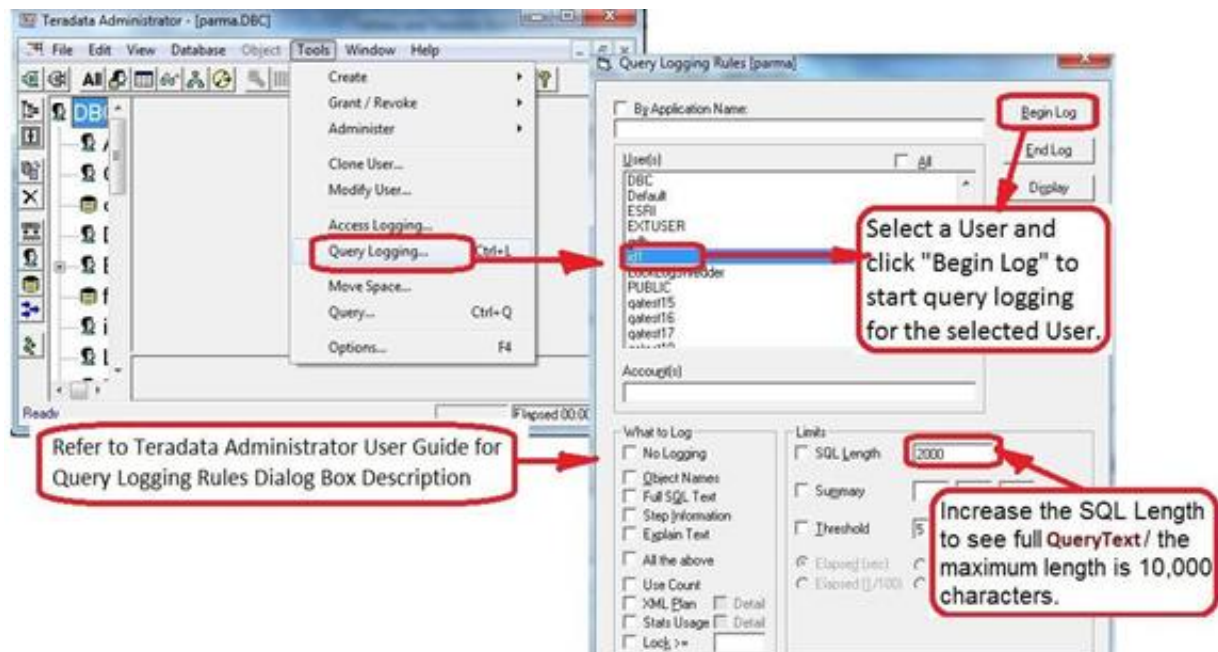 Teradata Administrator - [parma.DBC]
File Edit View Database Object Tools Window Help
All
DBC
Create
Grant / Revoke
Administer
Clone User...
Modify User...
Access Logging...
Query Logging... Ctrl+L
Move Space...
Query... Ctrl+Q
Options... F4
Ready
Elapsed 00:00
Refer to Teradata Administrator User Guide for
Query Logging Rules Dialog Box Description
Query Logging Rules [parma]
By Application Name:
Begin Log
End Log
Display
User(s) All
DBC
Default
ESRI
EXTUSER
PUBLIC
qatest15
qatest16
qatest17
Select a User and
click "Begin Log" to
start query logging
for the selected User.
Account(s)
What to Log
No Logging
Object Names
Full SQL Text
Step Information
Explain Text
All the above
Use Count
XML Plan Detail
Stats Usage Detail
Lock >=
Limits
SQL Length 2000
Summary
Threshold 5
Elapsed (sec)
Elapsed (1/100)
Increase the SQL Length
to see full QueryText/ the
maximum length is 10,000
characters.